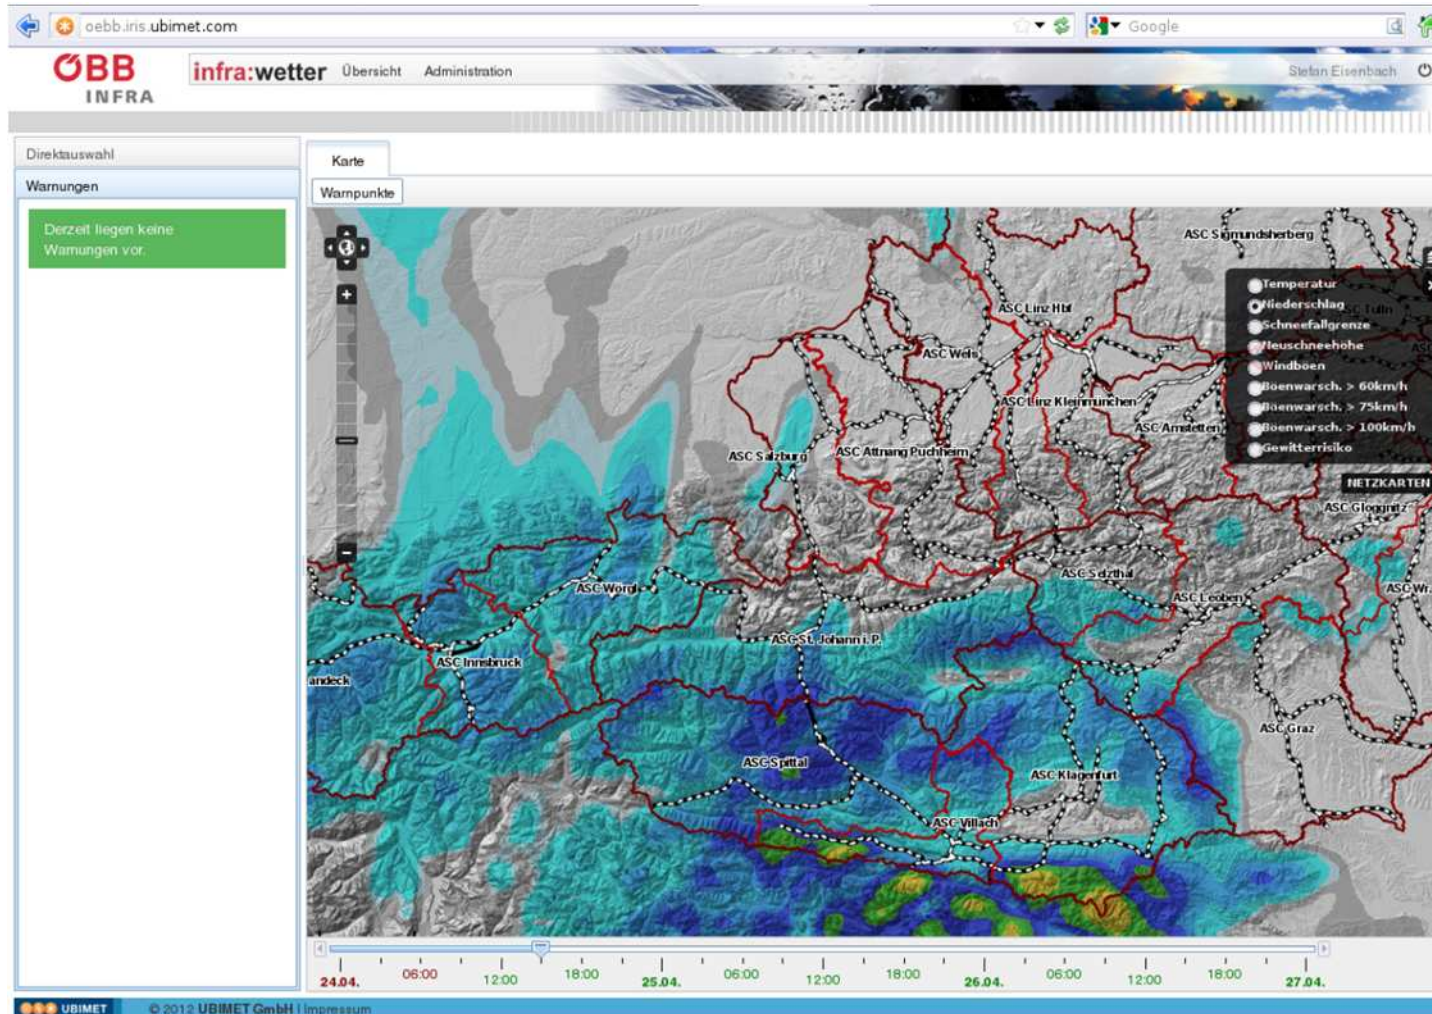 oebb.iris.ubimet.com
Google
ÖBB
INFRA
infra:wetter Übersicht Administration
Stefan Eisenbach
Direktauswahl
Warnungen
Derzeit liegen keine
Warnungen vor.
Karte
Warnpunkte
ASC Sigmundsherberg
Temperatur
Niederschlag
Schneefallgrenze
Neuschneehöhe
Windböen
Böenwarsch. > 60km/h
Böenwarsch. > 75km/h
Böenwarsch. > 100km/h
Gewitterrisiko
NETZKARTEN
ASC Tulln
ASC Linz Hbf
ASC Wels
ASC Linz Kleinmünchen
ASC Amstetten
ASC Salzburg
ASC Attnang Puchheim
ASC Gloggnitz
ASC Selzthal
ASC Wörgl
ASC Leoben
ASC Wr.
ASC St. Johann i. P.
ASC Innsbruck
andeck
ASC Graz
ASC Spittal
ASC Klagenfurt
ASC Villach
24.04. 06:00 12:00 18:00 25.04. 06:00 12:00 18:00 26.04. 06:00 12:00 18:00 27.04.
UBIMET © 2012 UBIMET GmbH | Impressum